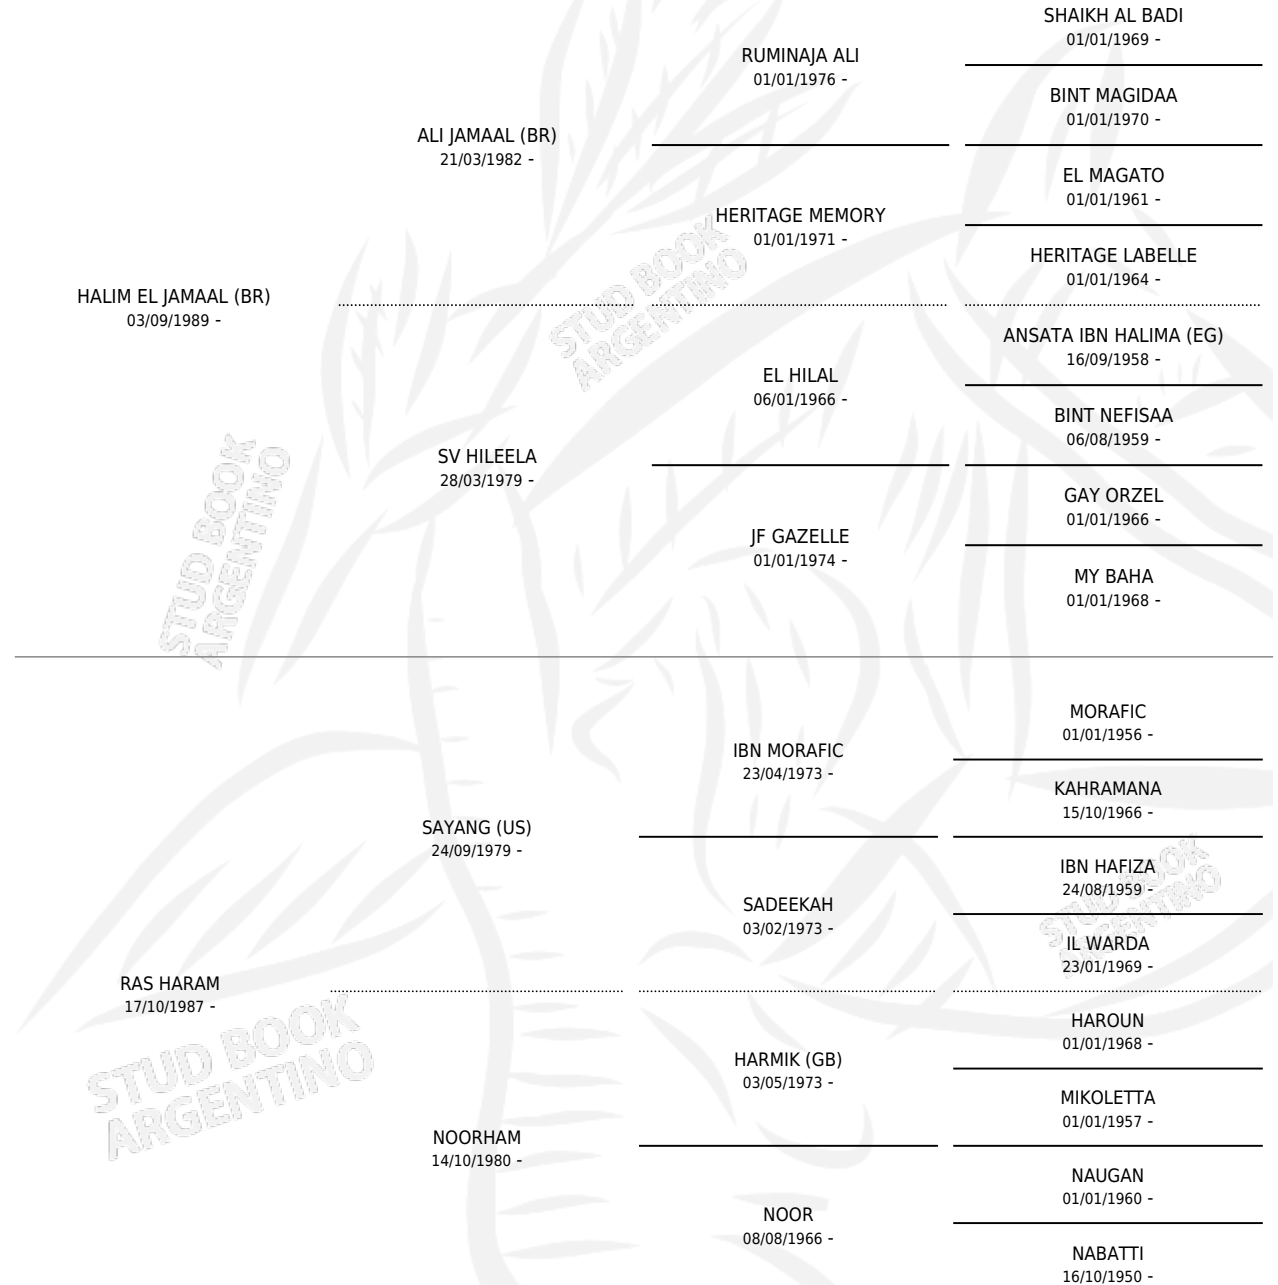 SHAIKH AL BADI
01/01/1969 -
RUMINAJA ALI
01/01/1976 -
BINT MAGIDAA
01/01/1970 -
ALI JAMAAL (BR)
21/03/1982 -
EL MAGATO
01/01/1961 -
HERITAGE MEMORY
01/01/1971 -
HERITAGE LABELLE
01/01/1964 -
HALIM EL JAMAAL (BR)
03/09/1989 -
STUD BOOK
ARGENTINO
ANSATA IBN HALIMA (EG)
16/09/1958 -
EL HILAL
06/01/1966 -
BINT NEFISAA
06/08/1959 -
SV HILEELA
28/03/1979 -
GAY ORZEL
01/01/1966 -
JF GAZELLE
01/01/1974 -
MY BAHA
01/01/1968 -
STUD BOOK
ARGENTINO
MORAFIC
01/01/1956 -
IBN MORAFIC
23/04/1973 -
KAHRAMANA
15/10/1966 -
SAYANG (US)
24/09/1979 -
IBN HAFIZA
24/08/1959 -
SADEEKAH
03/02/1973 -
IL WARDA
23/01/1969 -
STUD BOOK
ARGENTINO
RAS HARAM
17/10/1987 -
HAROUN
01/01/1968 -
HARMIK (GB)
03/05/1973 -
MIKOLETTA
01/01/1957 -
STUD BOOK
ARGENTINO
NOORHAM
14/10/1980 -
NAUGAN
01/01/1960 -
NOOR
08/08/1966 -
NABATTI
16/10/1950 -